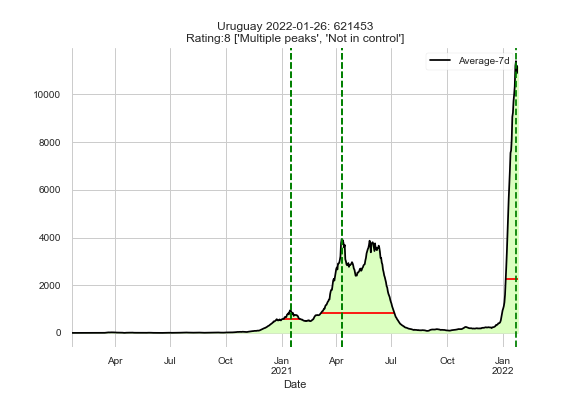 Uruguay 2022-01-26: 621453
Rating:8 ['Multiple peaks', 'Not in control']
Average-7d
10000
8000
6000
4000
2000
0
Apr Jul Oct Jan Apr Jul Oct Jan
2021 2022
Date